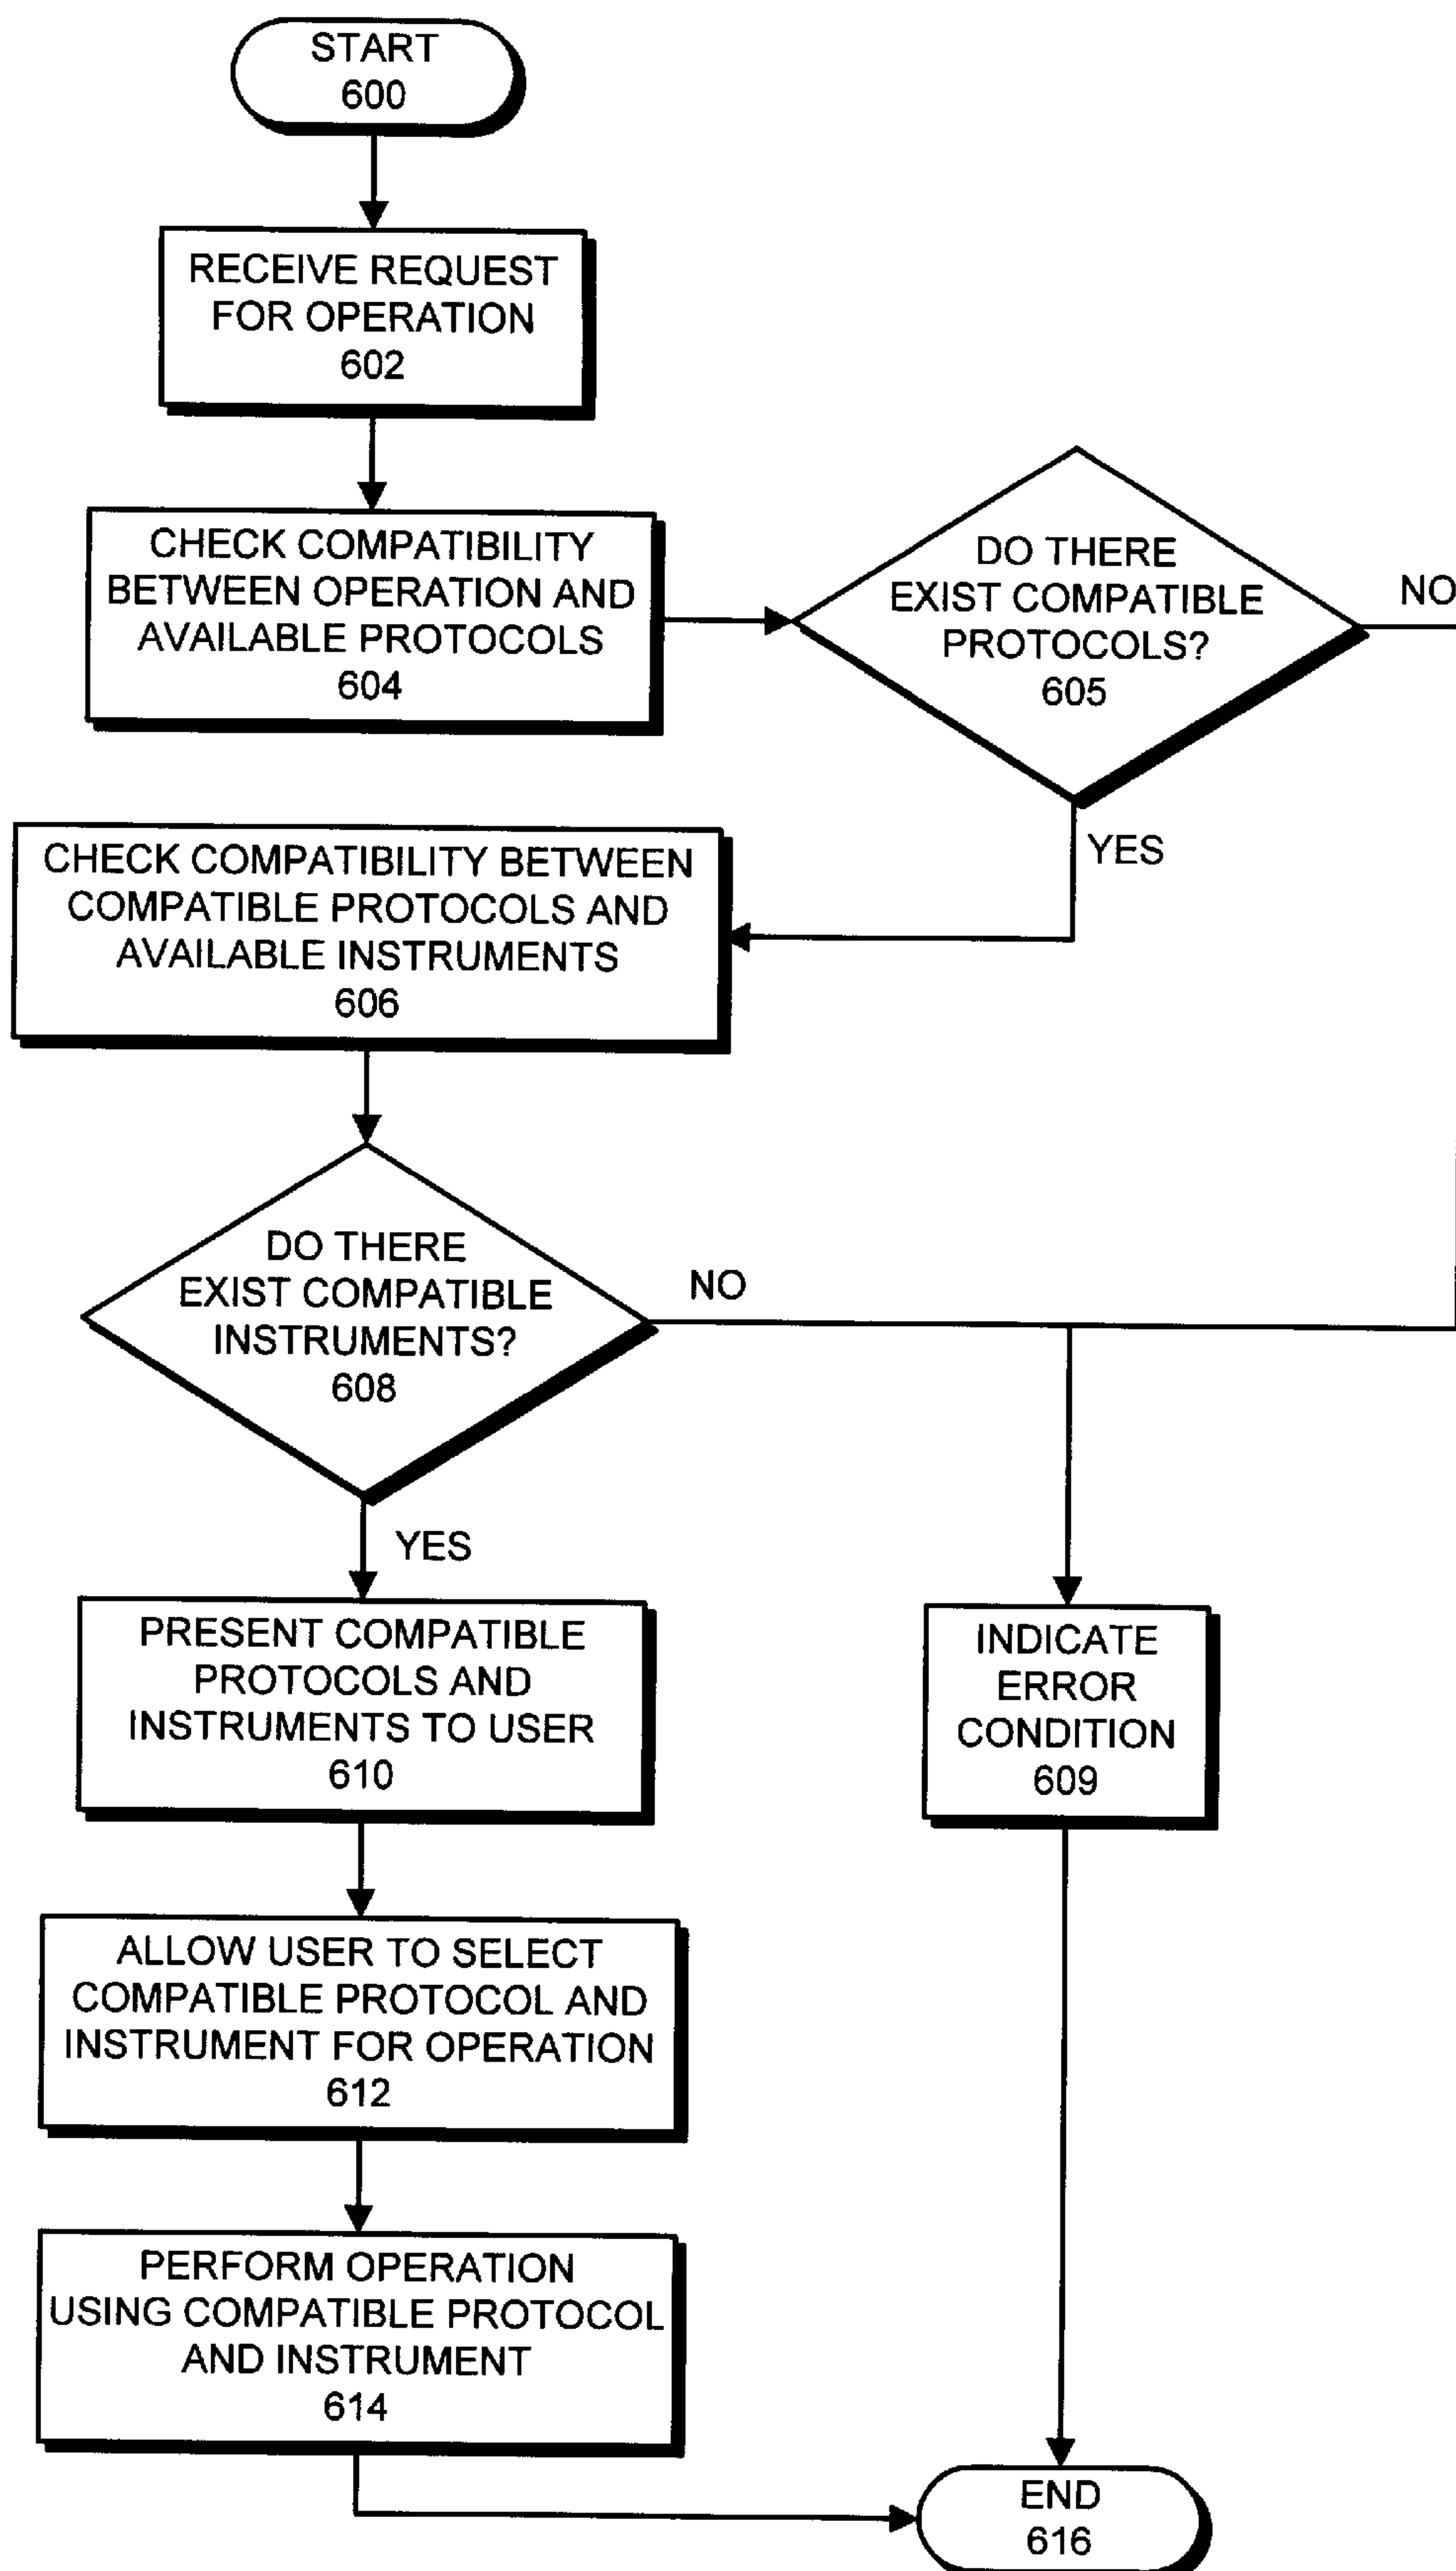 START
600
RECEIVE REQUEST
FOR OPERATION
602
CHECK COMPATIBILITY
BETWEEN OPERATION AND
AVAILABLE PROTOCOLS
604
DO THERE
EXIST COMPATIBLE
PROTOCOLS?
605
NO
YES
CHECK COMPATIBILITY BETWEEN
COMPATIBLE PROTOCOLS AND
AVAILABLE INSTRUMENTS
606
DO THERE
EXIST COMPATIBLE
INSTRUMENTS?
608
NO
YES
PRESENT COMPATIBLE
PROTOCOLS AND
INSTRUMENTS TO USER
610
INDICATE
ERROR
CONDITION
609
ALLOW USER TO SELECT
COMPATIBLE PROTOCOL AND
INSTRUMENT FOR OPERATION
612
PERFORM OPERATION
USING COMPATIBLE PROTOCOL
AND INSTRUMENT
614
END
616